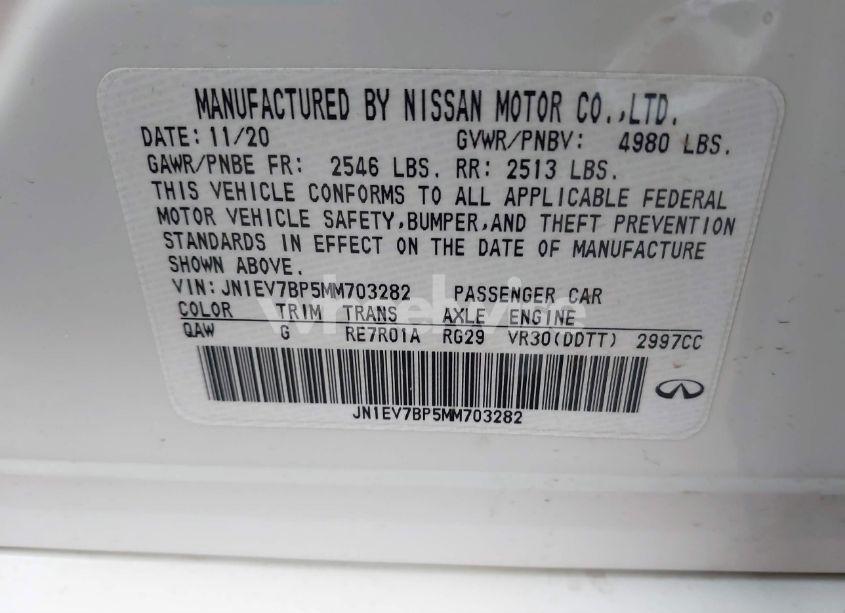 MANUFACTURED BY NISSAN MOTOR CO.,LTD.
DATE: 11/20 GVWR/PNBV: 4980 LBS.
GAWR/PNBE FR: 2546 LBS. RR: 2513 LBS.
THIS VEHICLE CONFORMS TO ALL APPLICABLE FEDERAL
MOTOR VEHICLE SAFETY,BUMPER,AND THEFT PREVENTION
STANDARDS IN EFFECT ON THE DATE OF MANUFACTURE
SHOWN ABOVE.
VIN:JN1EV7BP5MM703282 PASSENGER CAR
COLOR TRIM TRANS AXLE ENGINE
QAW G RE7R01A RG29 VR30(DDTT) 2997CC
JN1EV7BP5MM703282